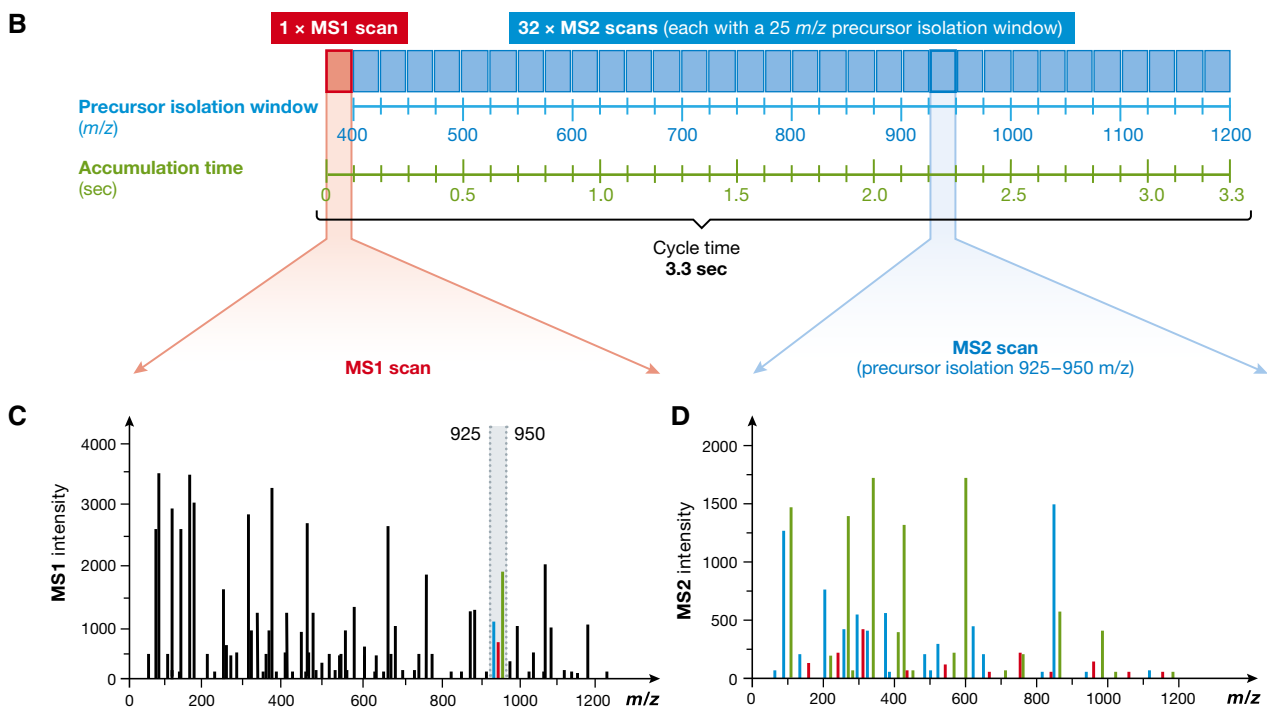 B
1 × MS1 scan
32 × MS2 scans (each with a 25 m/z precursor isolation window)
Precursor isolation window
(m/z)
400 500 600 700 800 900 1000 1100 1200
Accumulation time
(sec)
0 0.5 1.0 1.5 2.0 2.5 3.0 3.3
Cycle time
3.3 sec
MS1 scan
MS2 scan
(precursor isolation 925–950 m/z)
C
925 950
4000
3000
2000
1000
0
MS1 intensity
0 200 400 600 800 1000 1200 m/z
D
2000
1500
1000
500
0
MS2 intensity
0 200 400 600 800 1000 1200 m/z